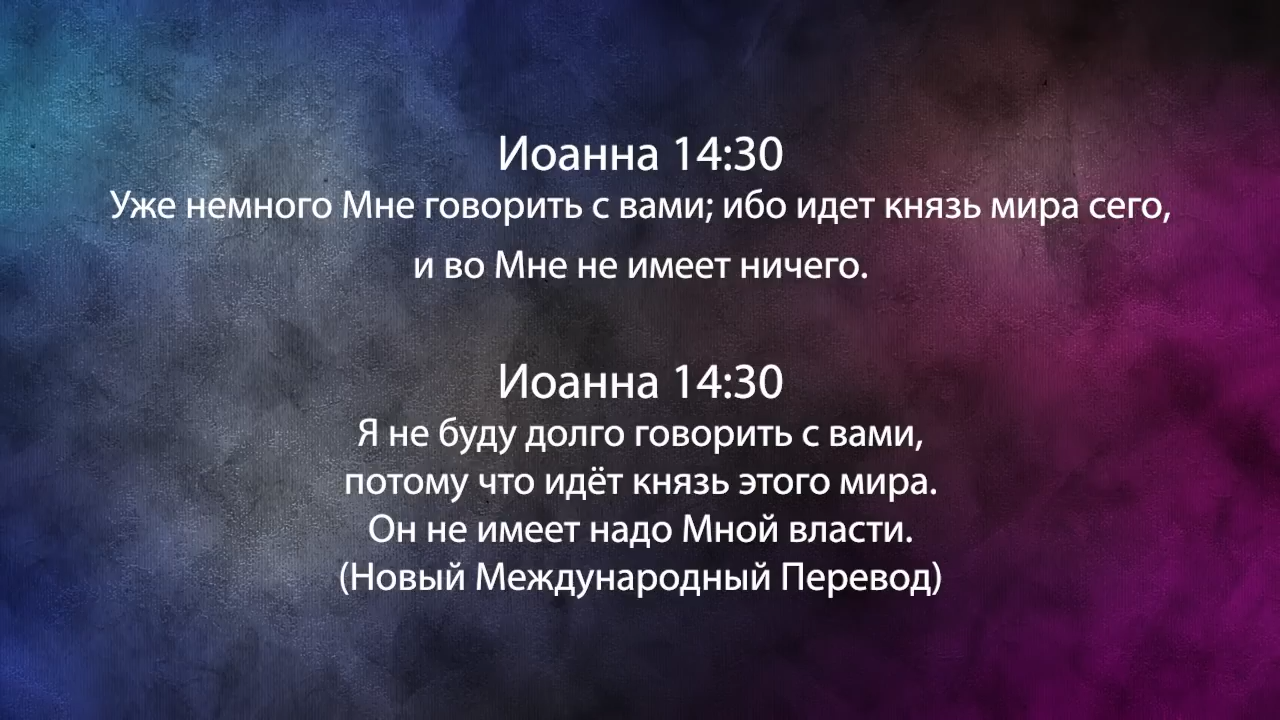 Иоанна 14:30
Уже немного Мне говорить с вами; ибо идет князь мира сего,
и во Мне не имеет ничего.
Иоанна 14:30
Я не буду долго говорить с вами,
потому что идёт князь этого мира.
Он не имеет надо Мной власти.
(Новый Международный Перевод)